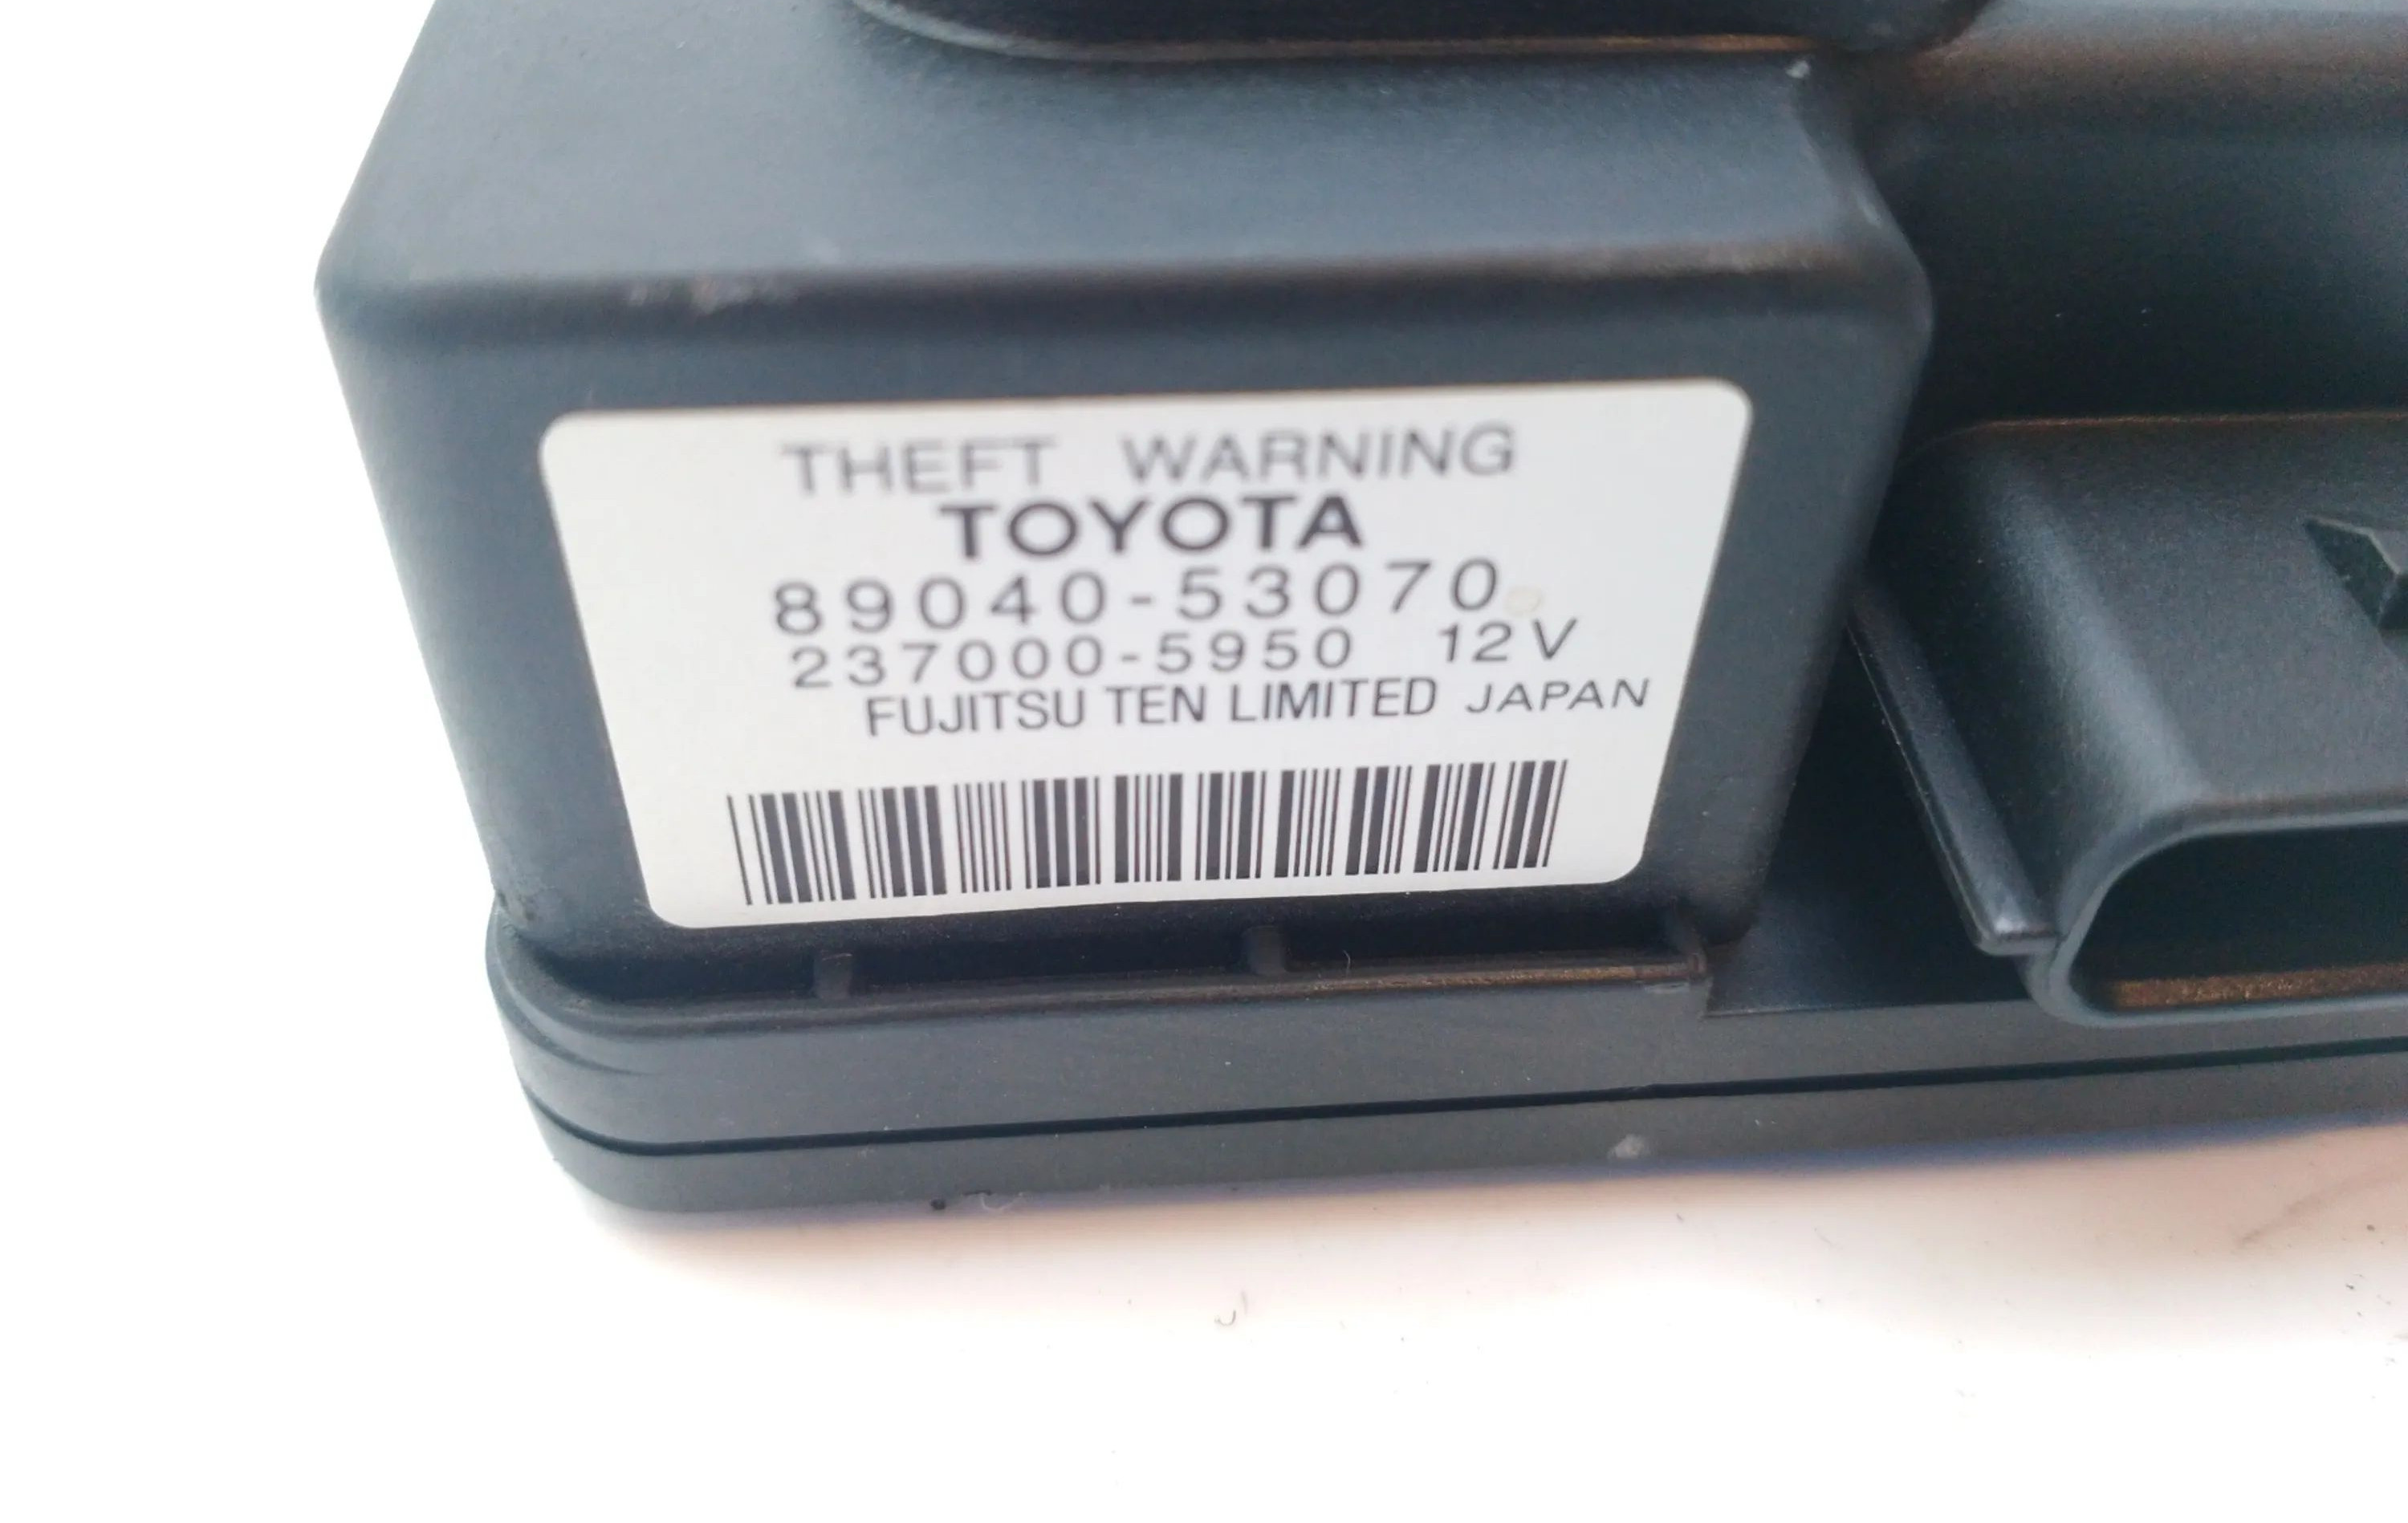 THEFT WARNING
TOYOTA
89040-53070
237000-5950 12V
FUJITSU TEN LIMITED JAPAN